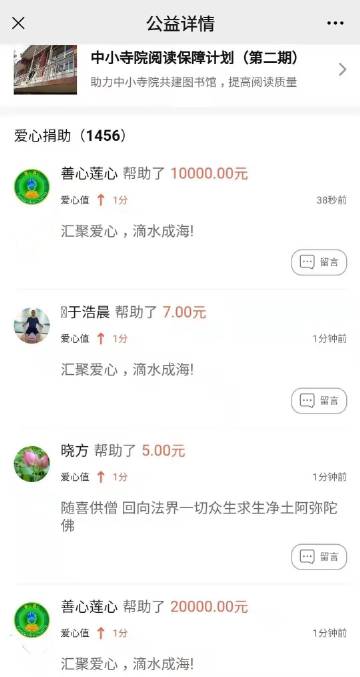 公益详情
中小寺院阅读保障计划（第二期）
助力中小寺院共建图书馆，提高阅读质量
爱心捐助（1456）
善心莲心 帮助了 10000.00元
爱心值 1分 38秒前
汇聚爱心，滴水成海!
留言
于浩晨 帮助了 7.00元
爱心值 1分 1分钟前
汇聚爱心，滴水成海!
留言
晓方 帮助了 5.00元
爱心值 1分 1分钟前
随喜供僧 回向法界一切众生求生净土阿弥陀
佛
留言
善心莲心 帮助了 20000.00元
爱心值 1分 1分钟前
汇聚爱心，滴水成海!